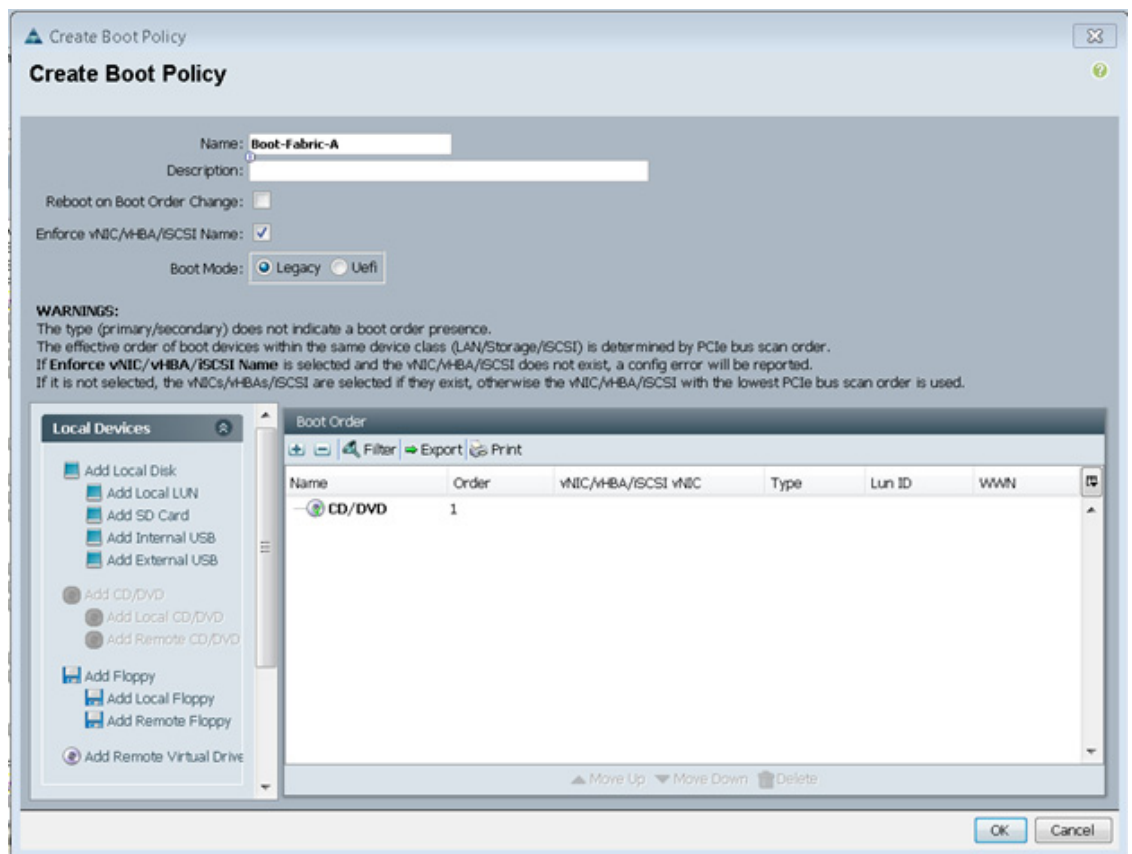 Create Boot Policy
Create Boot Policy
Name: Boot-Fabric-A
Description:
Reboot on Boot Order Change:
Enforce vNIC/vHBA/iSCSI Name:
Boot Mode: Legacy Uefi
WARNINGS:
The type (primary/secondary) does not indicate a boot order presence.
The effective order of boot devices within the same device class (LAN/Storage/iSCSI) is determined by PCIe bus scan order.
If Enforce vNIC/vHBA/iSCSI Name is selected and the vNIC/vHBA/iSCSI does not exist, a config error will be reported.
If it is not selected, the vNICs/vHBAs/iSCSI are selected if they exist, otherwise the vNIC/vHBA/iSCSI with the lowest PCIe bus scan order is used.
Local Devices
Add Local Disk
Add Local LUN
Add SD Card
Add Internal USB
Add External USB
Add CD/DVD
Add Local CD/DVD
Add Remote CD/DVD
Add Floppy
Add Local Floppy
Add Remote Floppy
Add Remote Virtual Drive
Boot Order
Filter Export Print
Name Order vNIC/vHBA/iSCSI vNIC Type Lun ID WWN
CD/DVD 1
Move Up Move Down Delete
OK Cancel